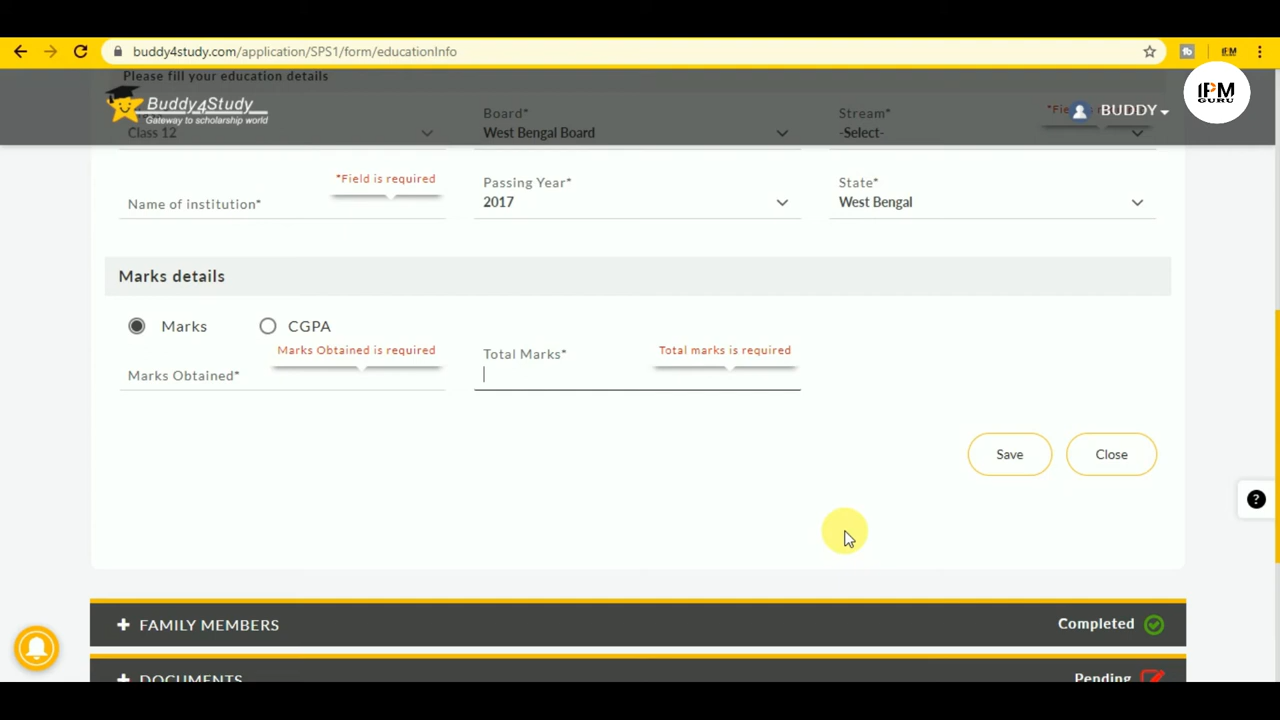 buddy4study.com/application/SPS1/form/educationInfo
IPM
Please fill your education details
Buddy4Study
Gateway to scholarship world
BUDDY
IPM
GURU
Board*
Stream*
Class 12
West Bengal Board
-Select-
*Field is required
Name of institution*
Passing Year*
2017
State*
West Bengal
Marks details
Marks
CGPA
Marks Obtained is required
Marks Obtained*
Total Marks*
Total marks is required
Save
Close
?
FAMILY MEMBERS
Completed
DOCUMENTS
Pending